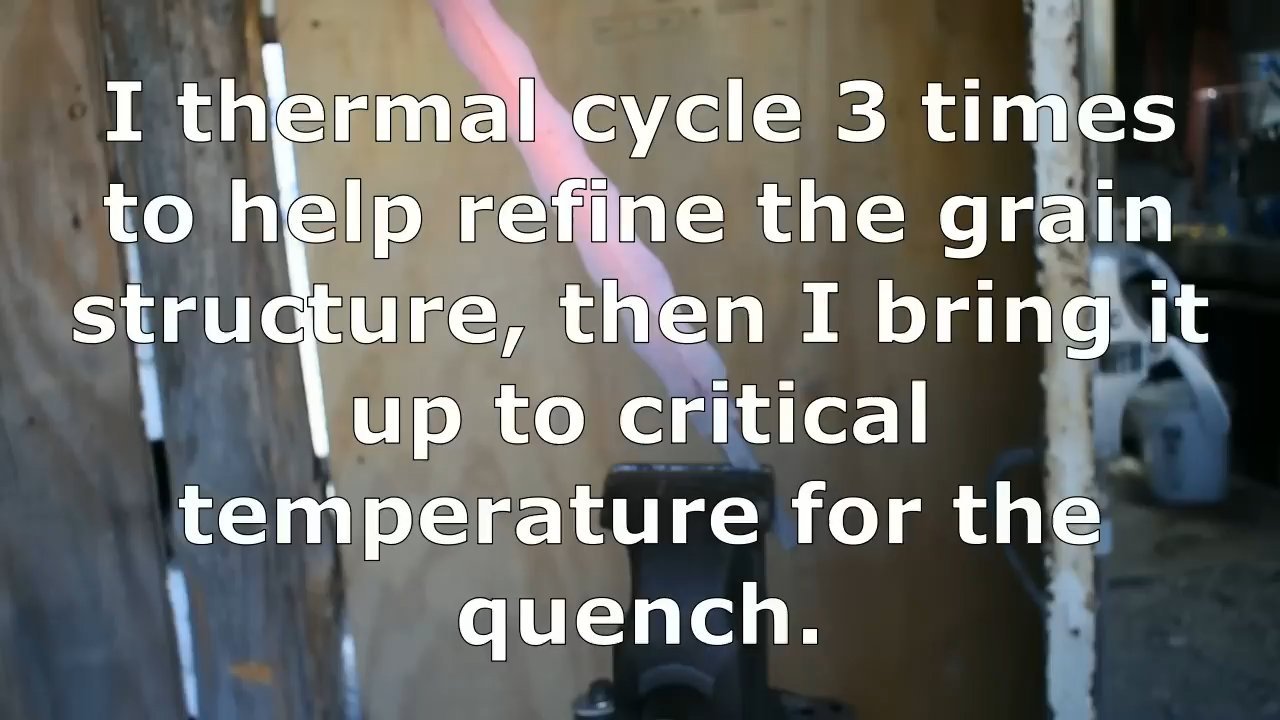 I thermal cycle 3 times
to help refine the grain
structure, then I bring it
up to critical
temperature for the
quench.